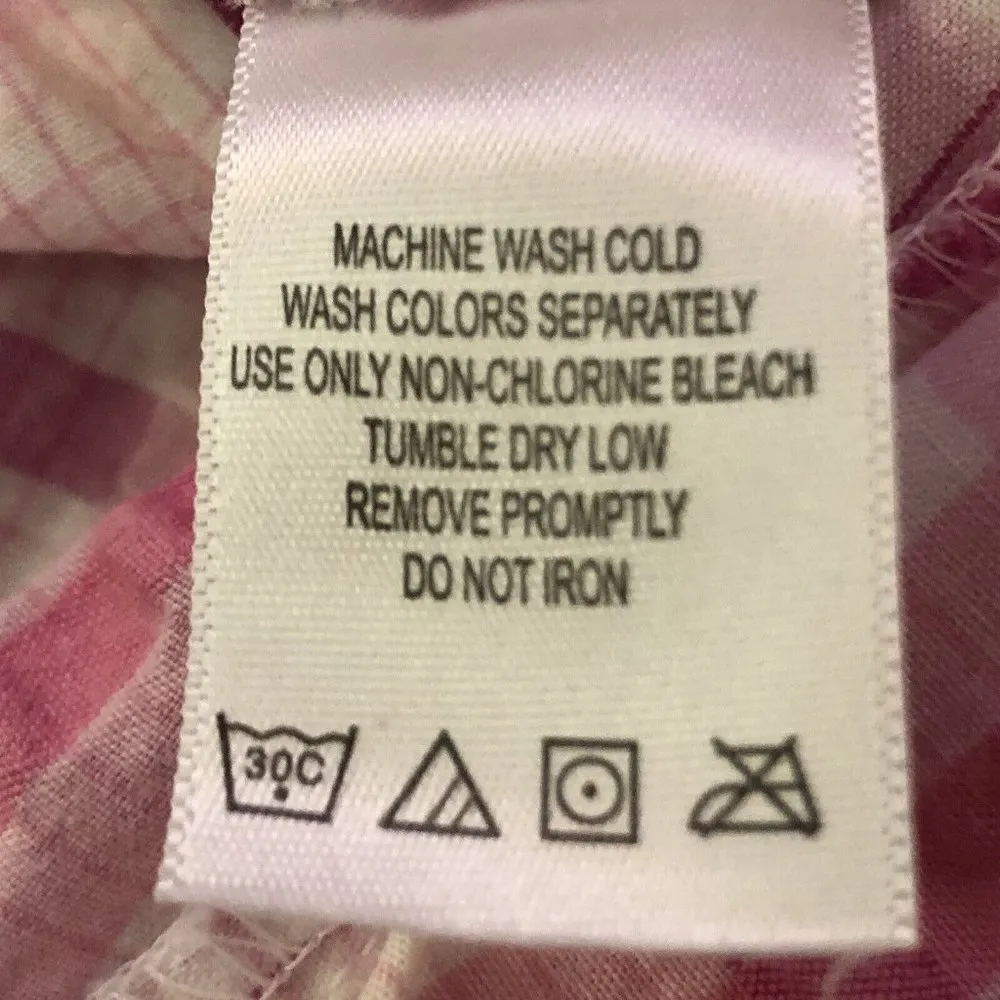 MACHINE WASH COLD
WASH COLORS SEPARATELY
USE ONLY NON-CHLORINE BLEACH
TUMBLE DRY LOW
REMOVE PROMPTLY
DO NOT IRON
30C